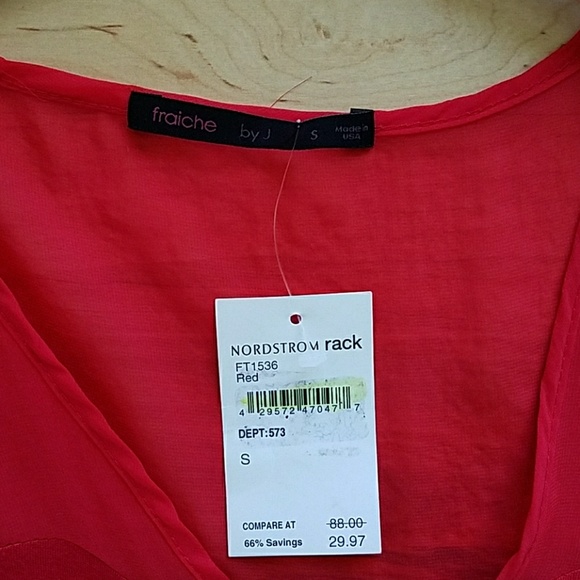 fraiche by J S Made in USA
NORDSTROM rack
FT1536
Red
4 29572 47047 7
DEPT:573
S
COMPARE AT 88.00
66% Savings 29.97